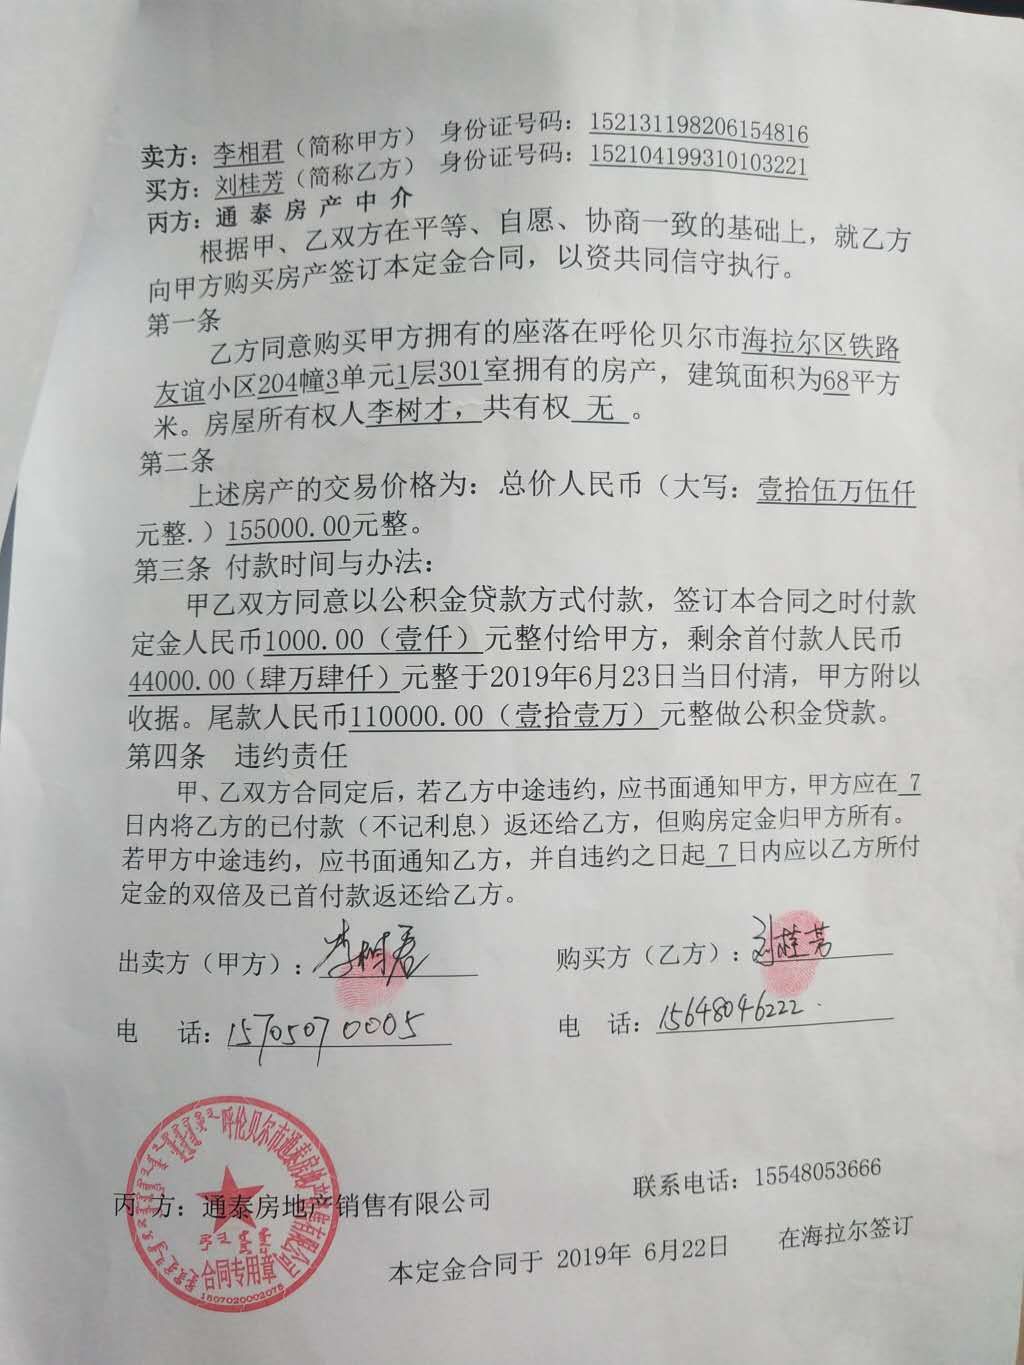 卖方：李相君（简称甲方） 身份证号码：152131198206154816
买方：刘桂芳（简称乙方） 身份证号码：152104199310103221
丙方：通泰房产中介
根据甲、乙双方在平等、自愿、协商一致的基础上，就乙方
向甲方购买房产签订本定金合同，以资共同信守执行。
第一条
乙方同意购买甲方拥有的座落在呼伦贝尔市海拉尔区铁路
友谊小区204幢3单元1层301室拥有的房产，建筑面积为68平方
米。房屋所有权人李树才，共有权 无 。
第二条
上述房产的交易价格为：总价人民币（大写：壹拾伍万伍仟
元整.）155000.00元整。
第三条 付款时间与办法：
甲乙双方同意以公积金贷款方式付款，签订本合同之时付款
定金人民币1000.00（壹仟）元整付给甲方，剩余首付款人民币
44000.00（肆万肆仟）元整于2019年6月23日当日付清，甲方附以
收据。尾款人民币110000.00（壹拾壹万）元整做公积金贷款。
第四条 违约责任
甲、乙双方合同定后，若乙方中途违约，应书面通知甲方，甲方应在 7
日内将乙方的已付款（不记利息）返还给乙方，但购房定金归甲方所有。
若甲方中途违约，应书面通知乙方，并自违约之日起 7 日内应以乙方所付
定金的双倍及已首付款返还给乙方。
出卖方（甲方）：李相君 购买方（乙方）：刘桂芳
电 话：15705070005 电 话：15648046222.
丙 方：通泰房地产销售有限公司 联系电话：15548053666
本定金合同于 2019年 6月22日 在海拉尔签订
呼伦贝尔市通泰房地产销售有限公司
合同专用章